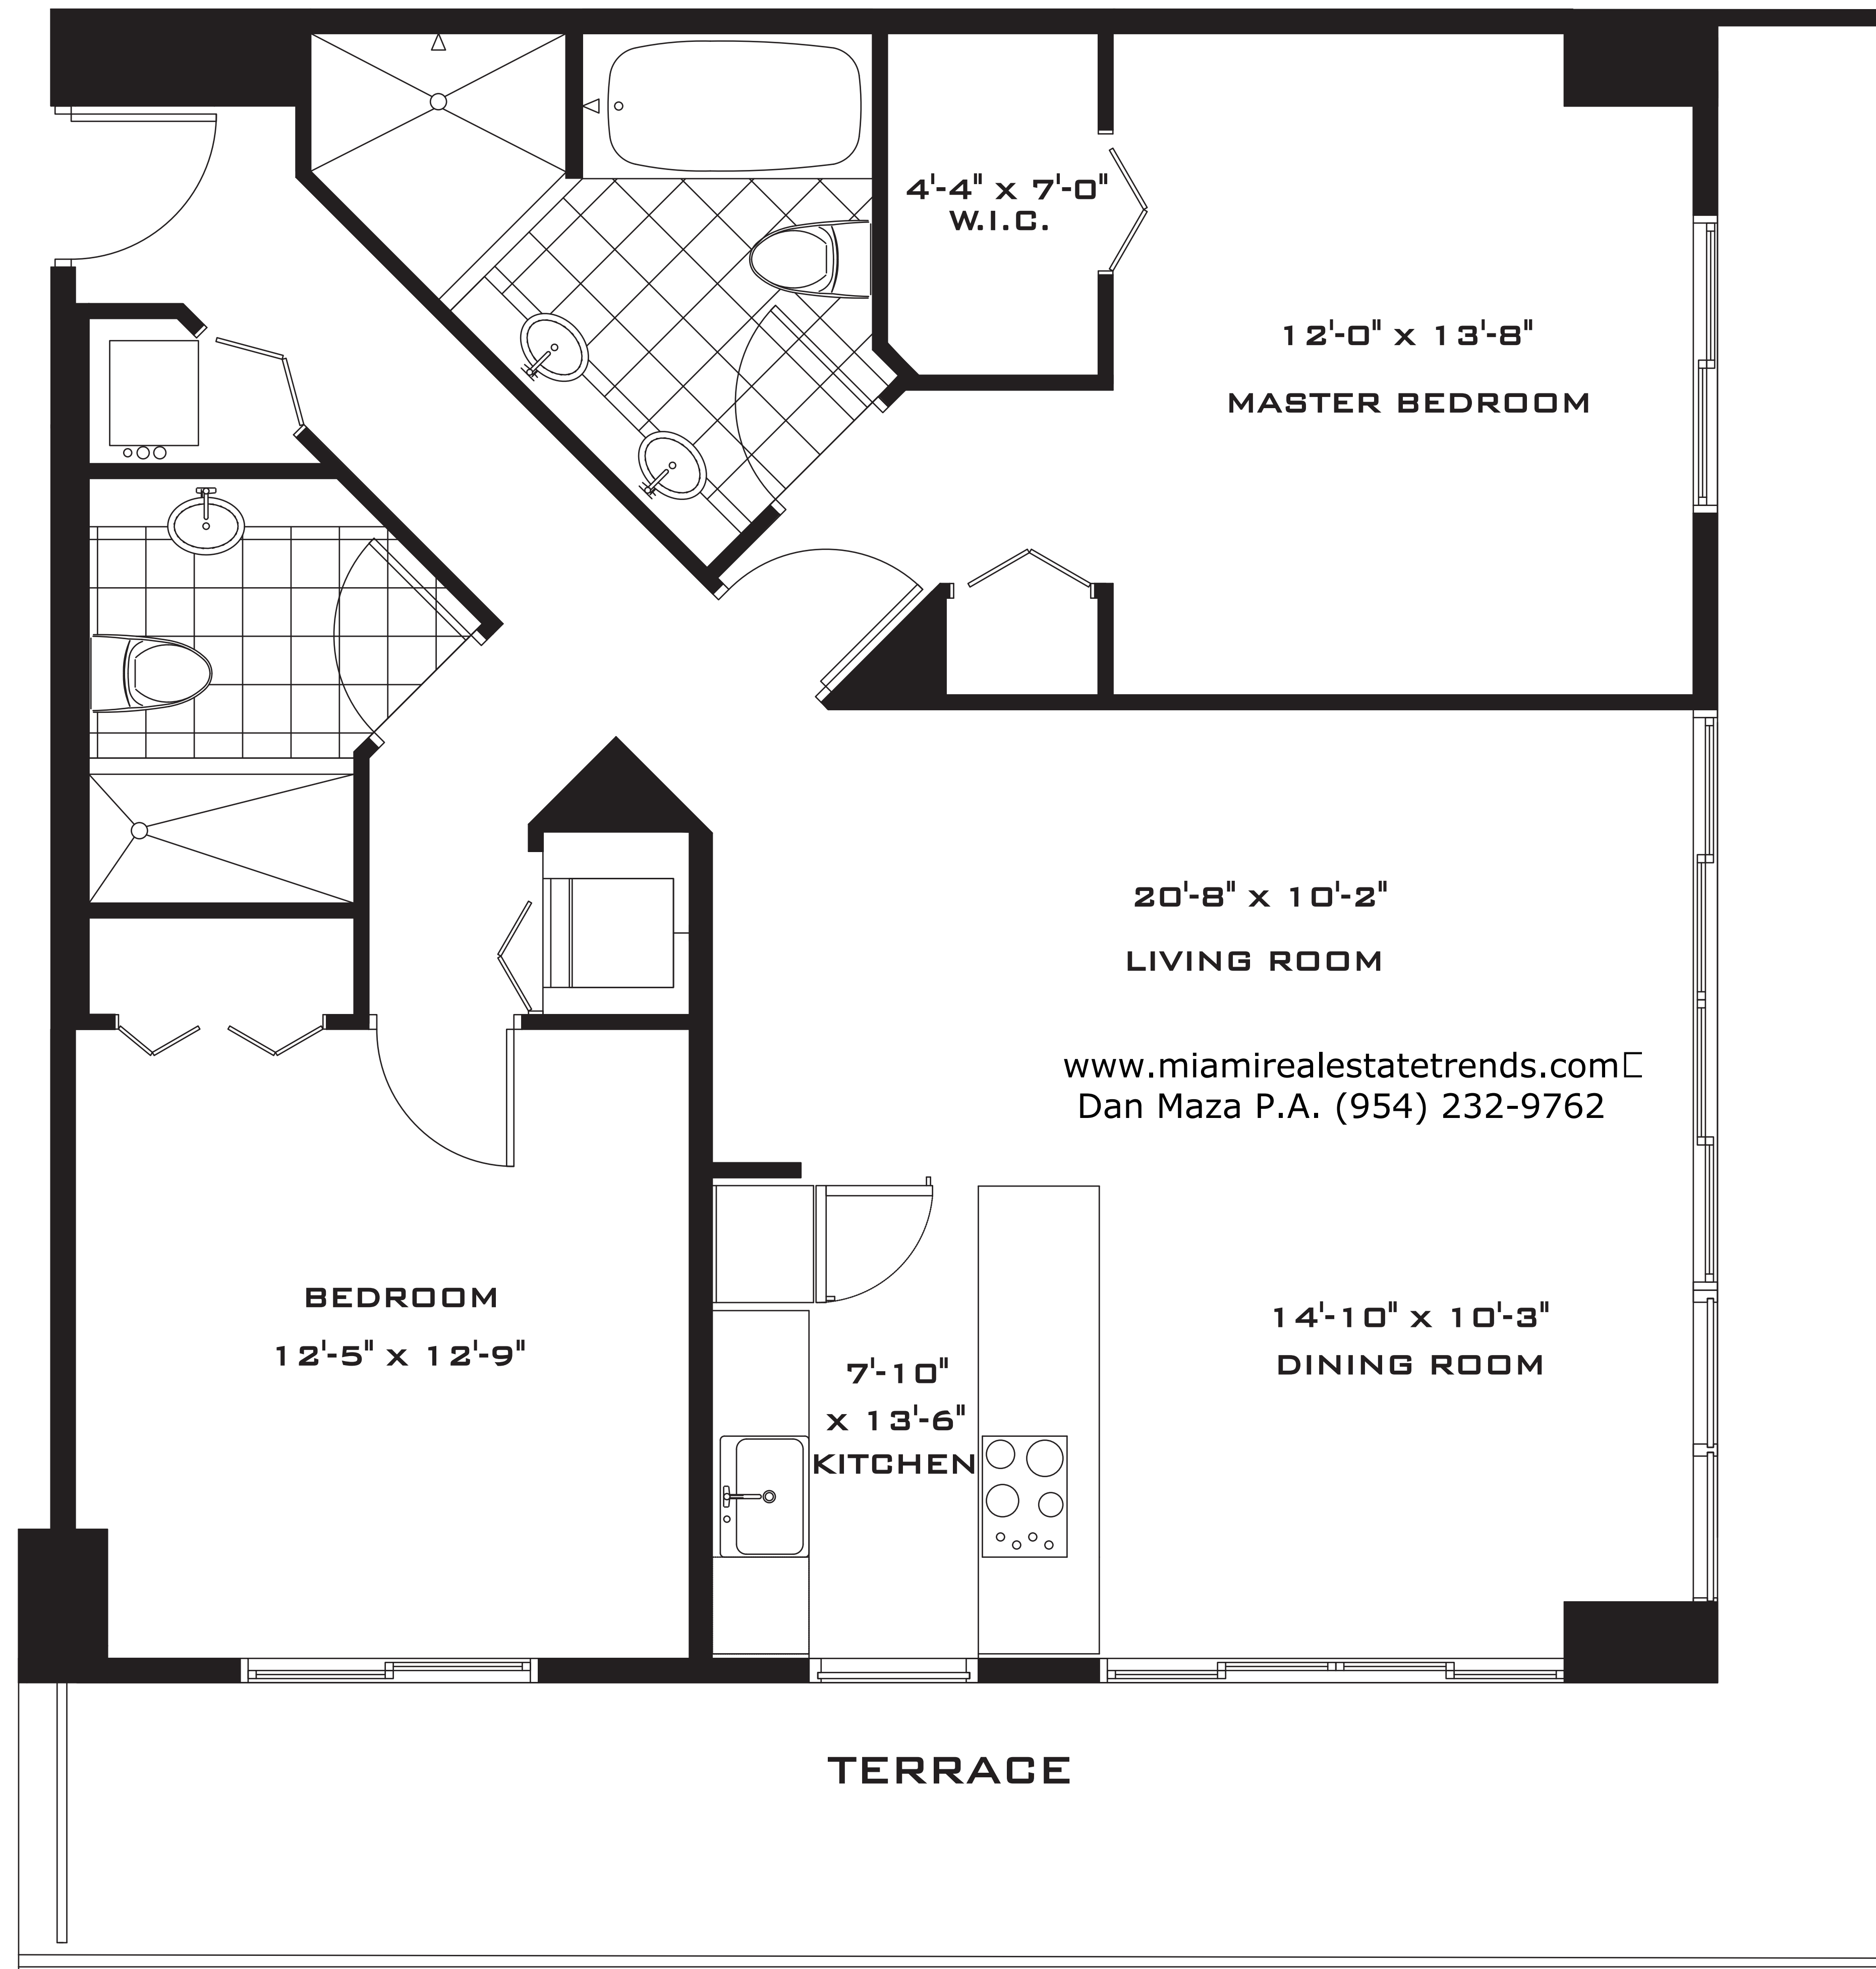 4'-4" x 7'-0"
W.I.C.
12'-0" x 13'-8"
MASTER BEDROOM
20'-8" x 10'-2"
LIVING ROOM
www.miamirealestatetrends.com□
Dan Maza P.A. (954) 232-9762
BEDROOM
12'-5" x 12'-9"
7'-10"
x 13'-6"
KITCHEN
14'-10" x 10'-3"
DINING ROOM
TERRACE